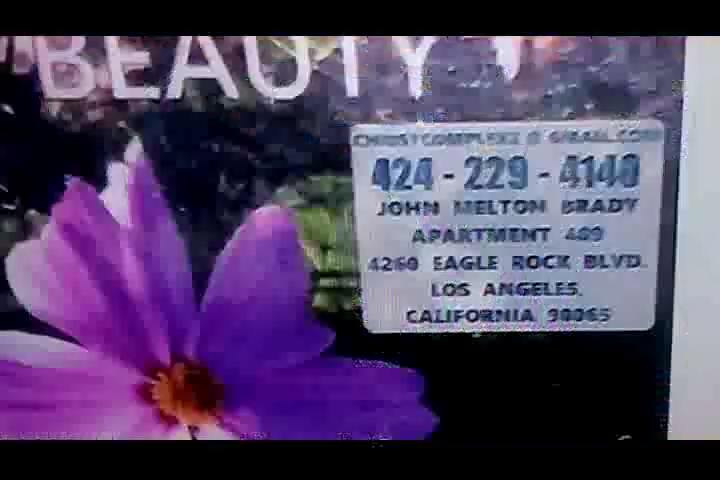 BEAUTY
424 - 229 - 4140
JOHN MELTON BRADY
APARTMENT 409
4260 EAGLE ROCK BLVD.
LOS ANGELES,
CALIFORNIA 90065